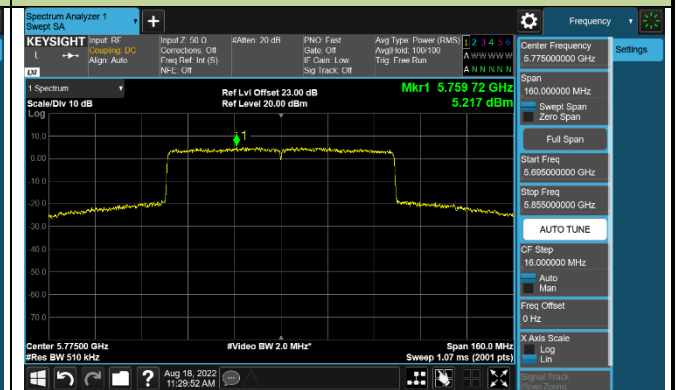 Spectrum Analyzer 1
Swept SA
+
Frequency
KEYSIGHT
L
LXI
Input: RF
Coupling: DC
Align: Auto
Input Z: 50 Ω
Corrections: Off
Freq Ref: Int (S)
NFE: Off
#Atten: 20 dB
PNO: Fast
Gate: Off
IF Gain: Low
Sig Track: Off
Avg Type: Power (RMS)
Avg|Hold: 100/100
Trig: Free Run
1 2 3 4 5 6
A W W W W W
A N N N N N
Center Frequency
5.775000000 GHz
Settings
1 Spectrum
Scale/Div 10 dB
Log
Ref Lvl Offset 23.00 dB
Ref Level 20.00 dBm
Mkr1 5.759 72 GHz
5.217 dBm
Span
160.000000 MHz
Swept Span
Zero Span
Full Span
Start Freq
5.695000000 GHz
Stop Freq
5.855000000 GHz
AUTO TUNE
CF Step
16.000000 MHz
Auto
Man
Freq Offset
0 Hz
X Axis Scale
Log
Lin
Signal Track
(Span Zoom)
1
10.0
0.00
-10.0
-20.0
-30.0
-40.0
-50.0
-60.0
-70.0
Center 5.77500 GHz
#Res BW 510 kHz
#Video BW 2.0 MHz*
Span 160.0 MHz
Sweep 1.07 ms (2001 pts)
?
Aug 18, 2022
11:29:52 AM